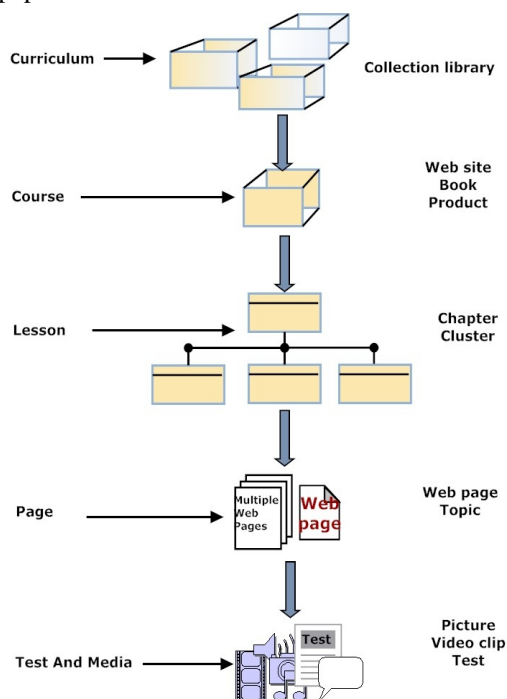 Curriculum
Collection library
Course
Web site
Book
Product
Lesson
Chapter
Cluster
Page
Multiple
Web
Pages
Web
page
Web page
Topic
Test And Media
Test
Picture
Video clip
Test